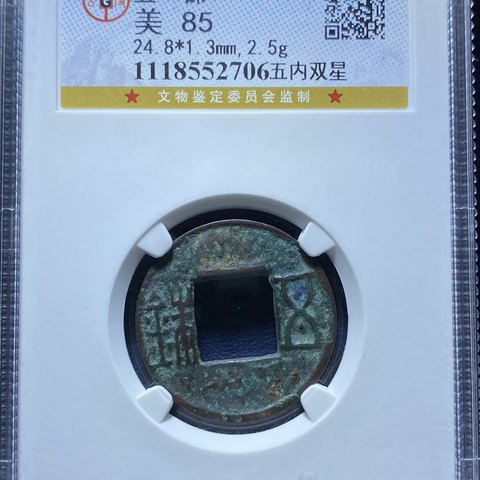 美 85
24.8*1.3mm,2.5g
1118552706五内双星
★ 文物鉴定委员会监制 ★
五